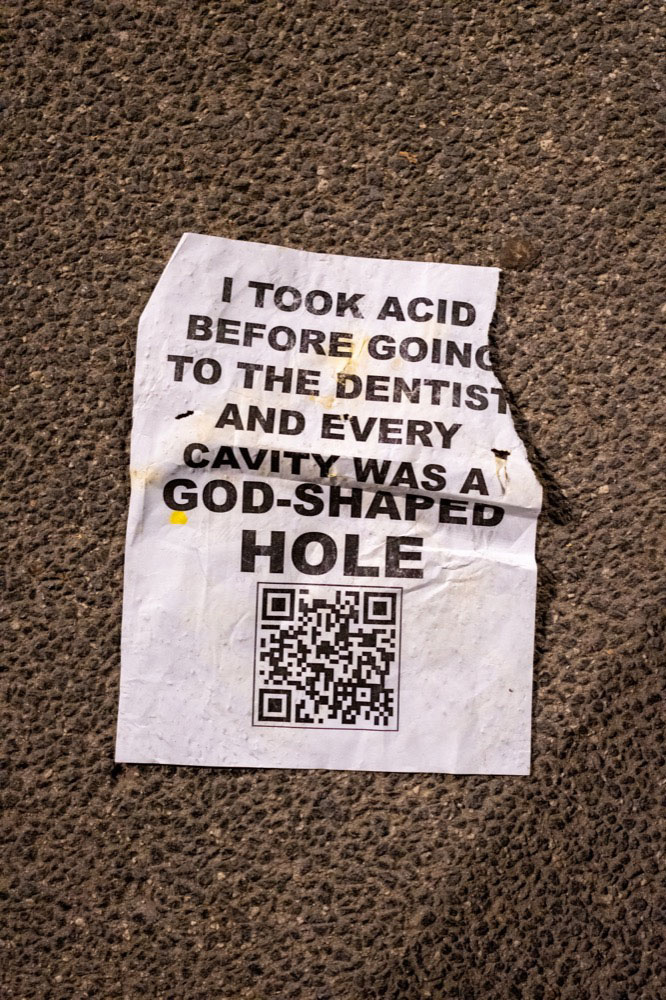 I TOOK ACID
BEFORE GOING
TO THE DENTIST
AND EVERY
CAVITY WAS A
GOD-SHAPED
HOLE